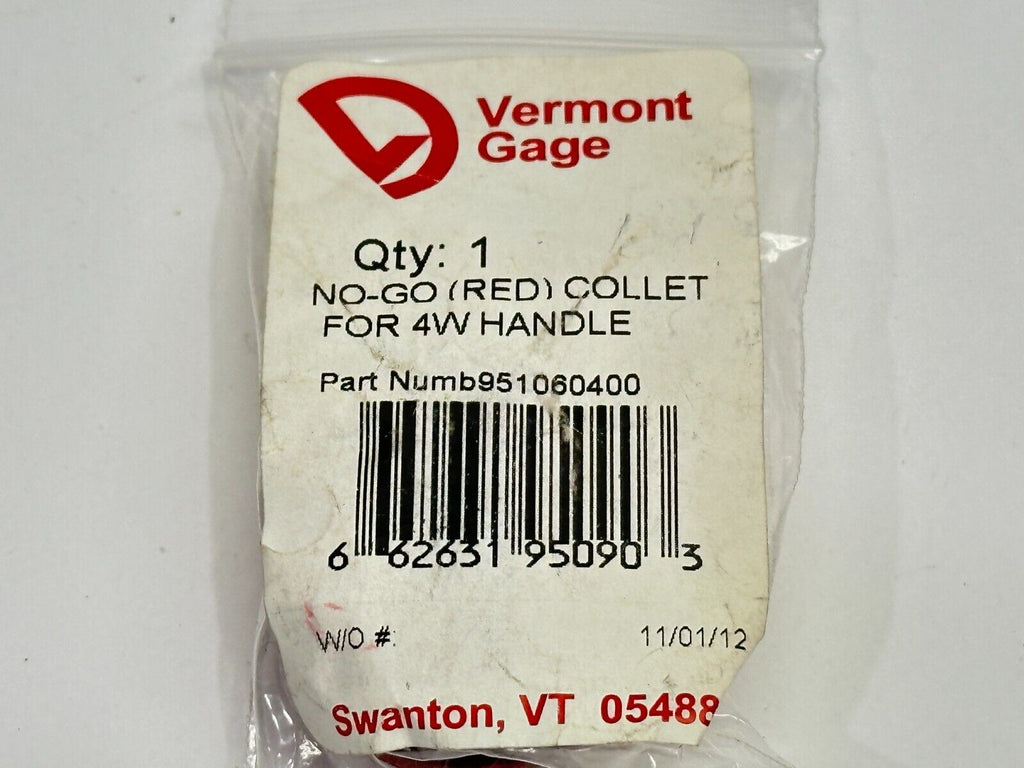 Vermont
Gage
Qty: 1
NO-GO (RED) COLLET
FOR 4W HANDLE
Part Numb951060400
6 62631 95090 3
W/O #:
11/01/12
Swanton, VT 05488